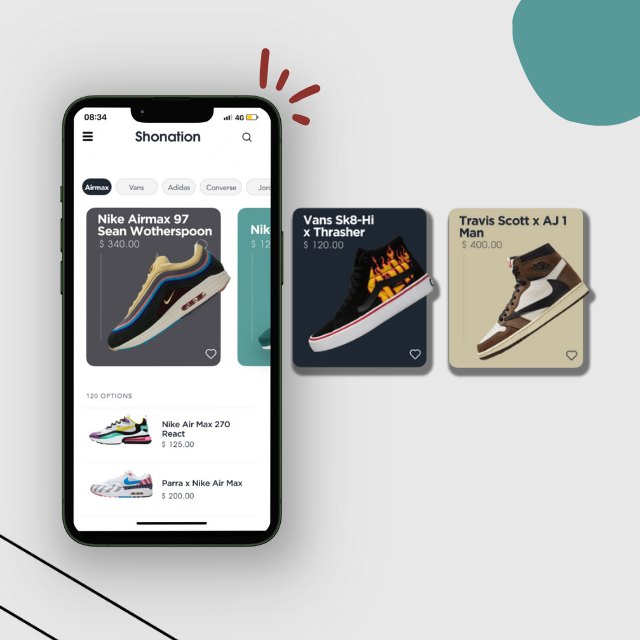 08:34
4G
Shonation
Airmax
Vans
Adidas
Converse
Jord
Nike Airmax 97
Sean Wotherspoon
$ 340.00
Nik
$ 12
Vans Sk8-Hi
x Thrasher
$ 120.00
Travis Scott x AJ 1
Man
$ 400.00
120 OPTIONS
Nike Air Max 270
React
$ 125.00
Parra x Nike Air Max
$ 200.00